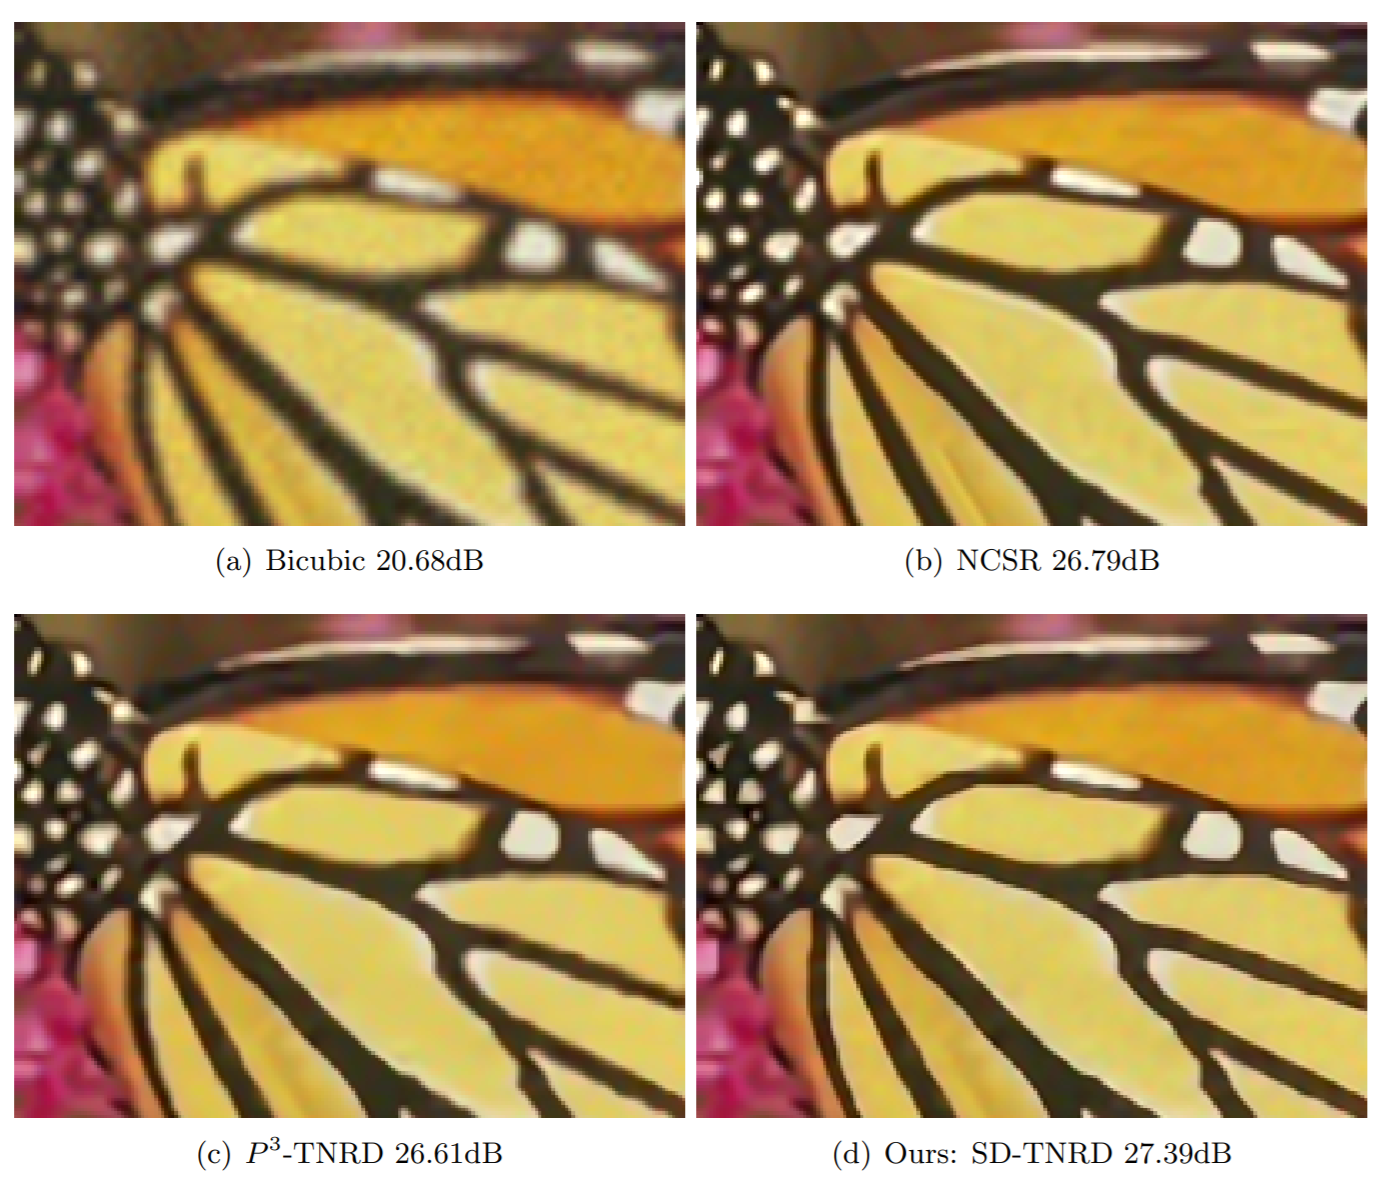 (a) Bicubic 20.68dB
(b) NCSR 26.79dB
(c) P³-TNRD 26.61dB
(d) Ours: SD-TNRD 27.39dB